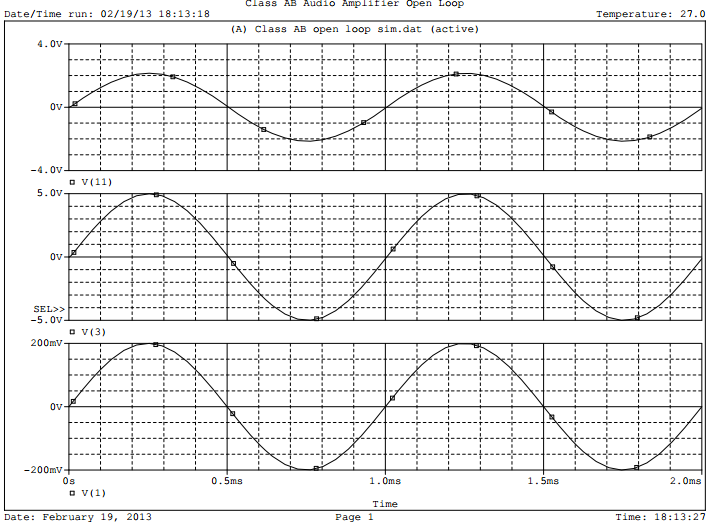 Class AB Audio Amplifier Open Loop
Date/Time run: 02/19/13 18:13:18 Temperature: 27.0
(A) Class AB open loop sim.dat (active)
4.0V
0V
-4.0V
V(11)
5.0V
0V
SEL>>
-5.0V
V(3)
200mV
0V
-200mV
0s 0.5ms 1.0ms 1.5ms 2.0ms
V(1)
Time
Date: February 19, 2013 Page 1 Time: 18:13:27